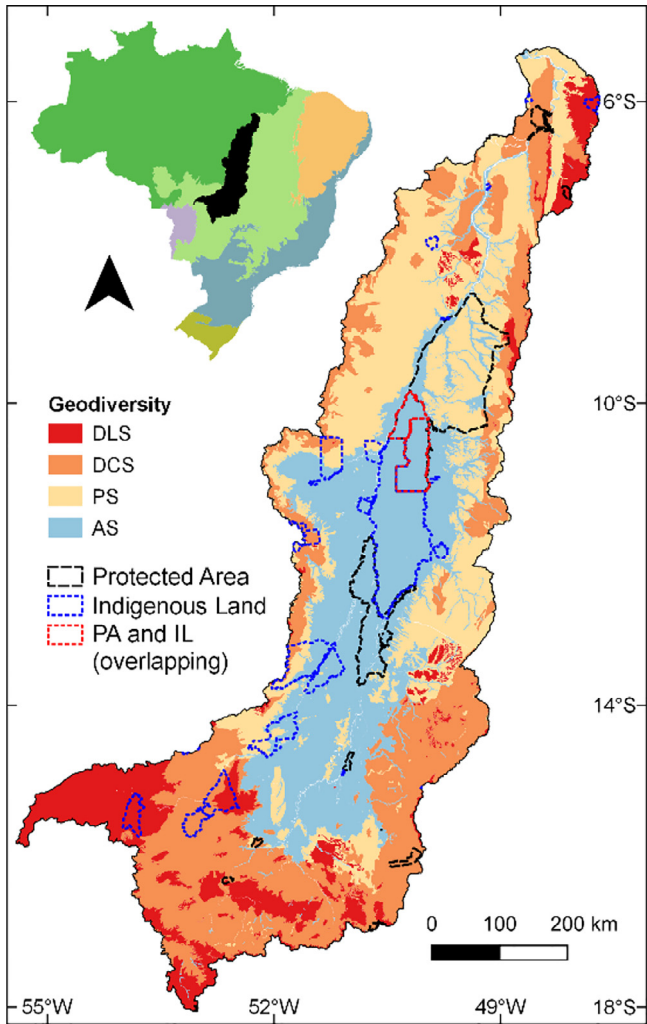 6°S
10°S
Geodiversity
DLS
DCS
PS
AS
Protected Area
Indigenous Land
PA and IL
(overlapping)
14°S
0 100 200 km
55°W 52°W 49°W 18°S